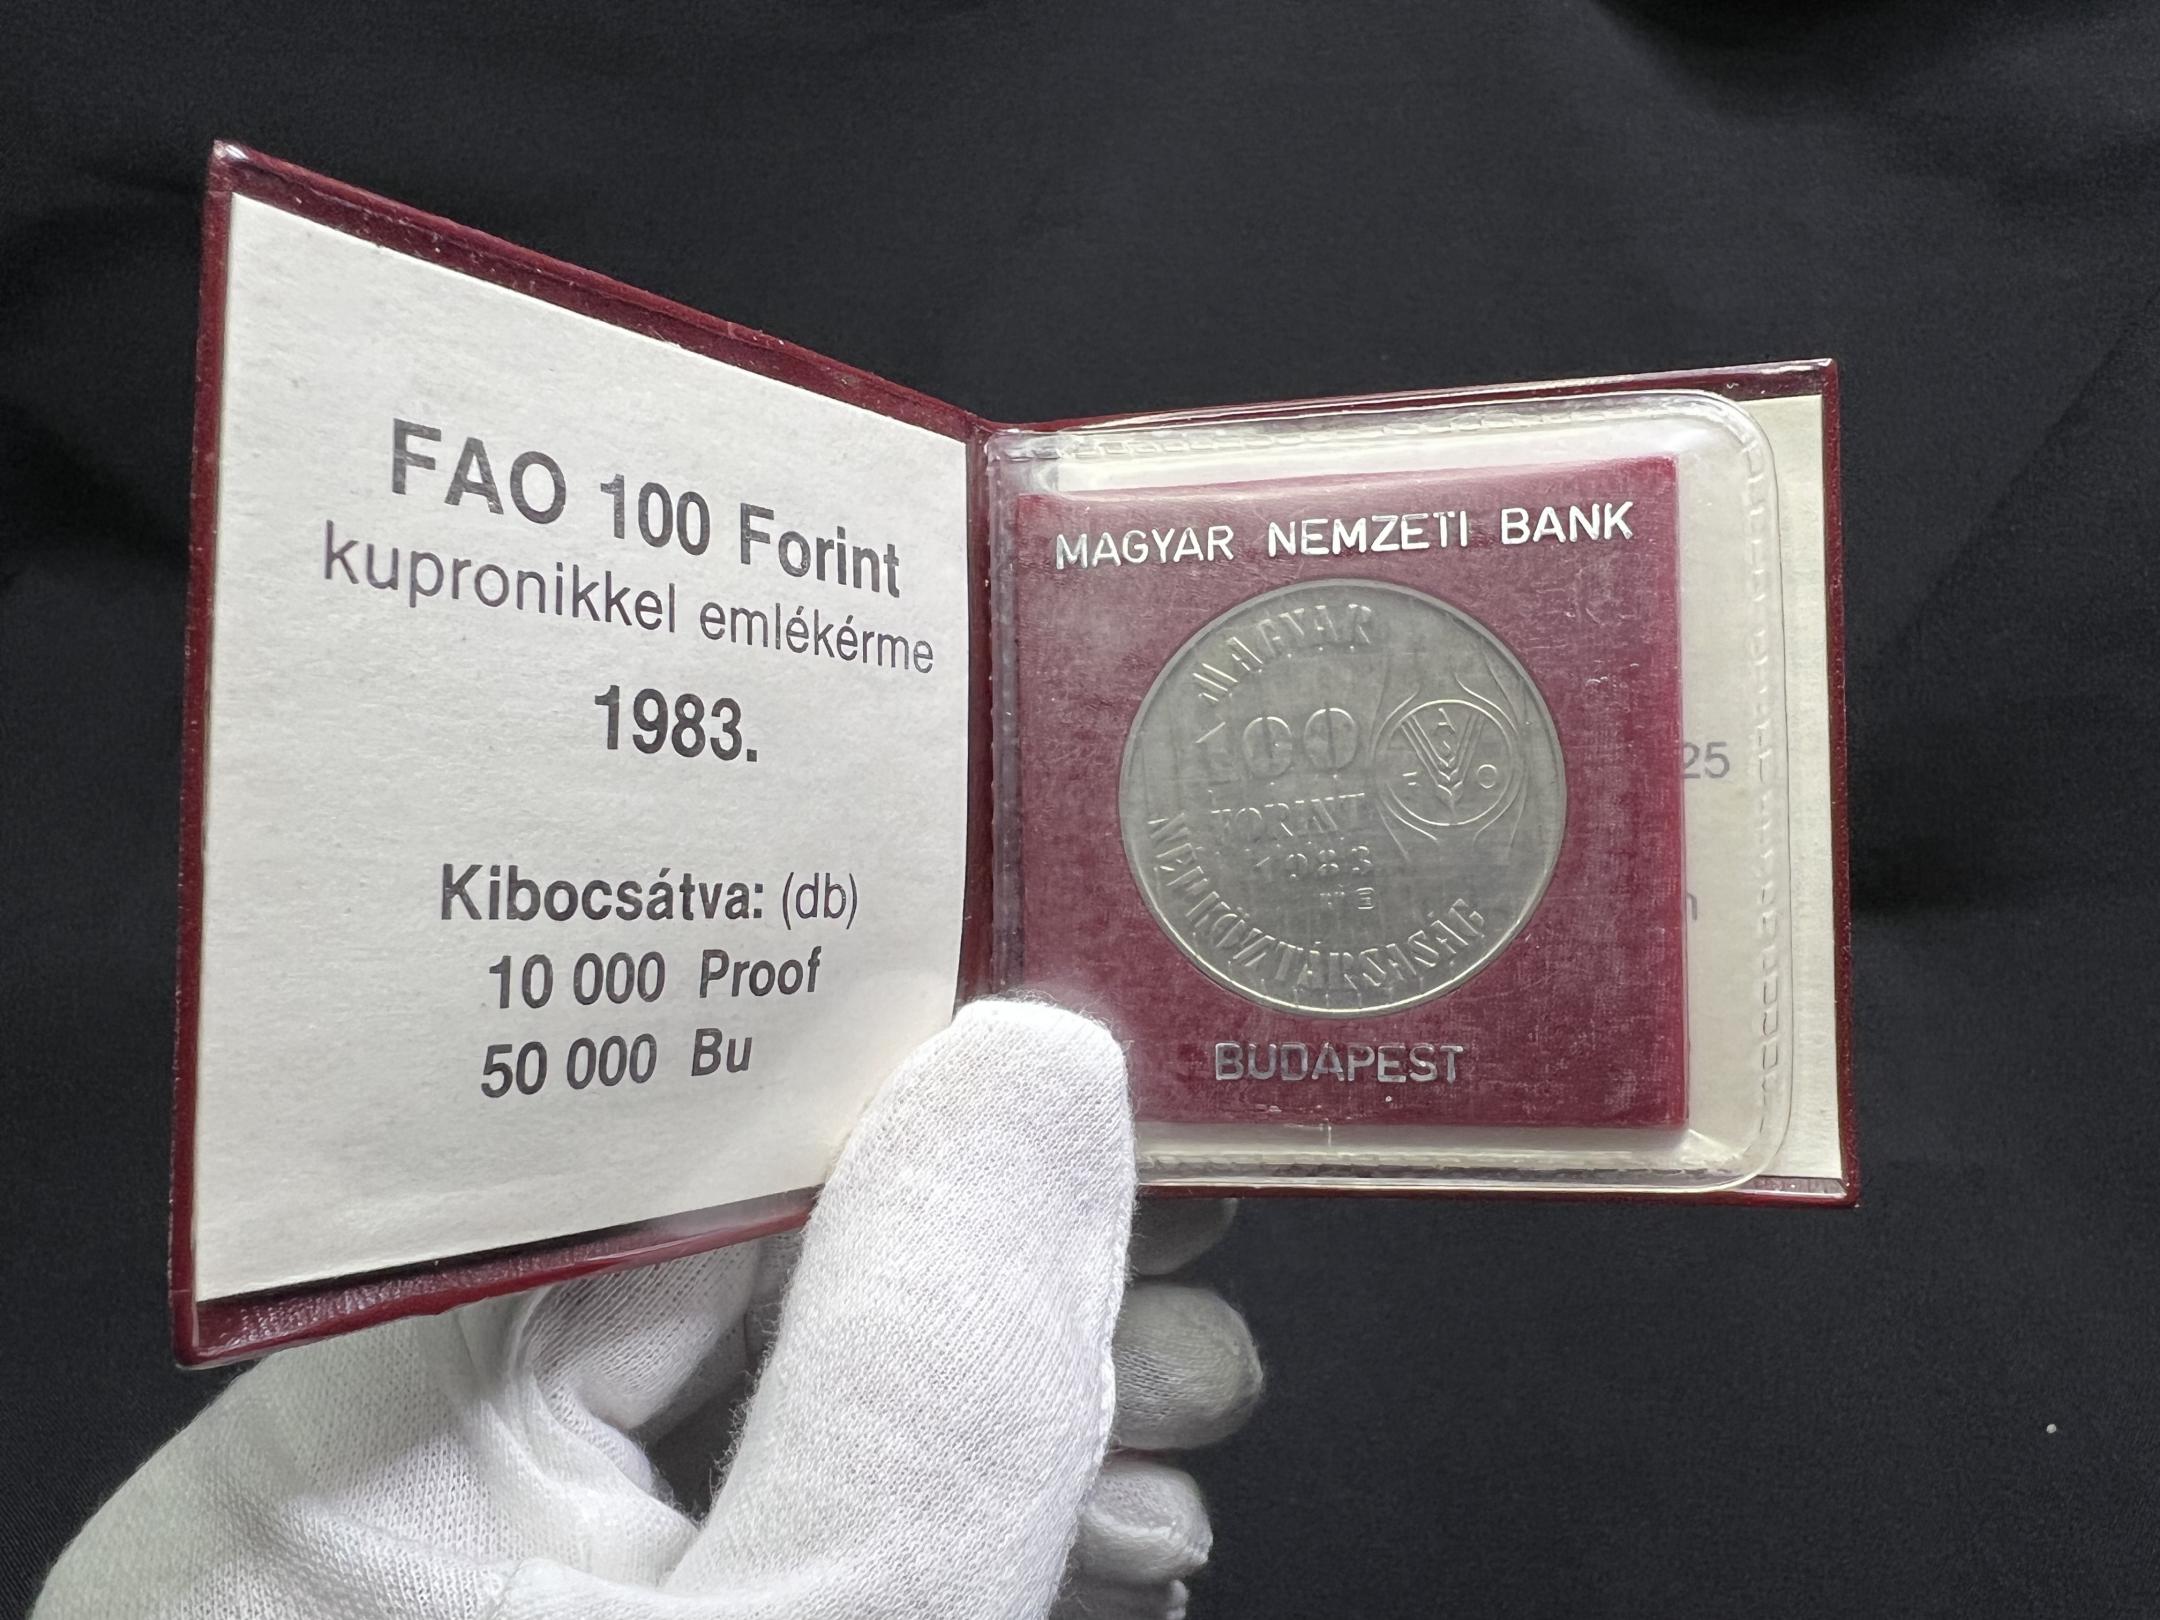 FAO 100 Forint
kupronikkel emlékérme
1983.
Kibocsátva: (db)
10 000 Proof
50 000 Bu
MAGYAR NEMZETI BANK
MAGYAR
100
FORINT
1983
NÉPKÖZTÁRSASÁG
F A O
BUDAPEST
25